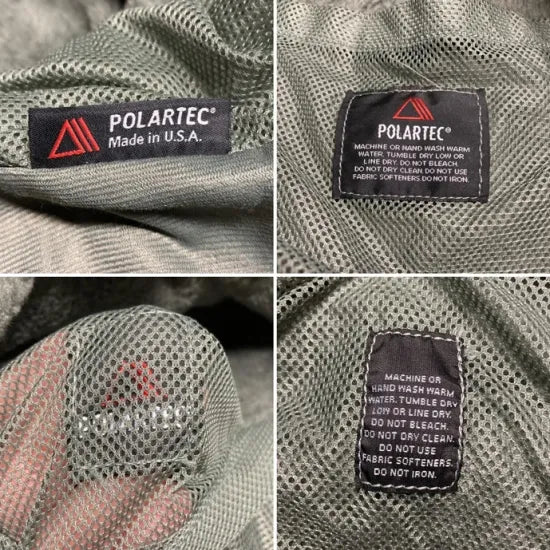 POLARTEC®
Made in U.S.A.
POLARTEC®
MACHINE OR HAND WASH WARM
WATER. TUMBLE DRY LOW OR
LINE DRY. DO NOT BLEACH.
DO NOT DRY CLEAN. DO NOT USE
FABRIC SOFTENERS. DO NOT IRON.
POLARTEC®
MACHINE OR
HAND WASH WARM
WATER. TUMBLE DRY
LOW OR LINE DRY.
DO NOT BLEACH.
DO NOT DRY CLEAN.
DO NOT USE
FABRIC SOFTENERS.
DO NOT IRON.